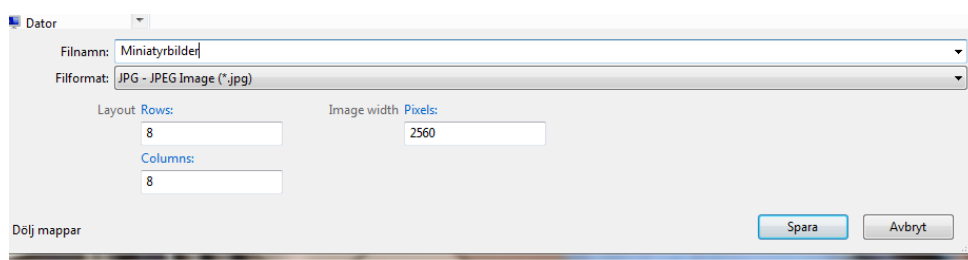 Dator
Filnamn: Miniatyrbilder
Filformat: JPG - JPEG Image (*.jpg)
Layout Rows: Image width Pixels:
8 2560
Columns:
8
Dölj mappar Spara Avbryt